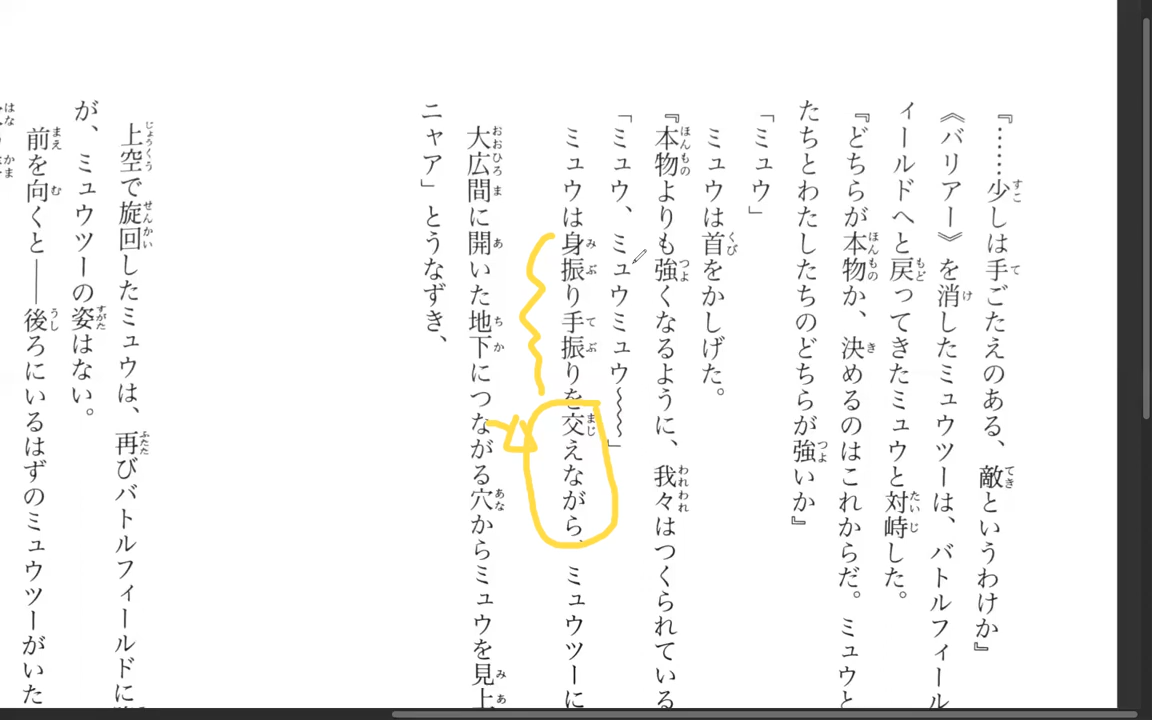 『……少しは手ごたえのある、敵というわけか』
《バリアー》を消したミュウツーは、バトルフィール
ィールドへと戻ってきたミュウと対峙した。
『どちらが本物か、決めるのはこれからだ。ミュウと
たちとわたしたちのどちらが強いか』
「ミュウ」
ミュウは首をかしげた。
『本物よりも強くなるように、我々はつくられている
「ミュウ、ミュウミュウ〜〜〜」
ミュウは身振り手振りを交えながら、ミュウツーに
大広間に開いた地下につながる穴からミュウを見上
ニャア」とうなずき、
上空で旋回したミュウは、再びバトルフィールドに
が、ミュウツーの姿はない。
前を向くと――後ろにいるはずのミュウツーがいた